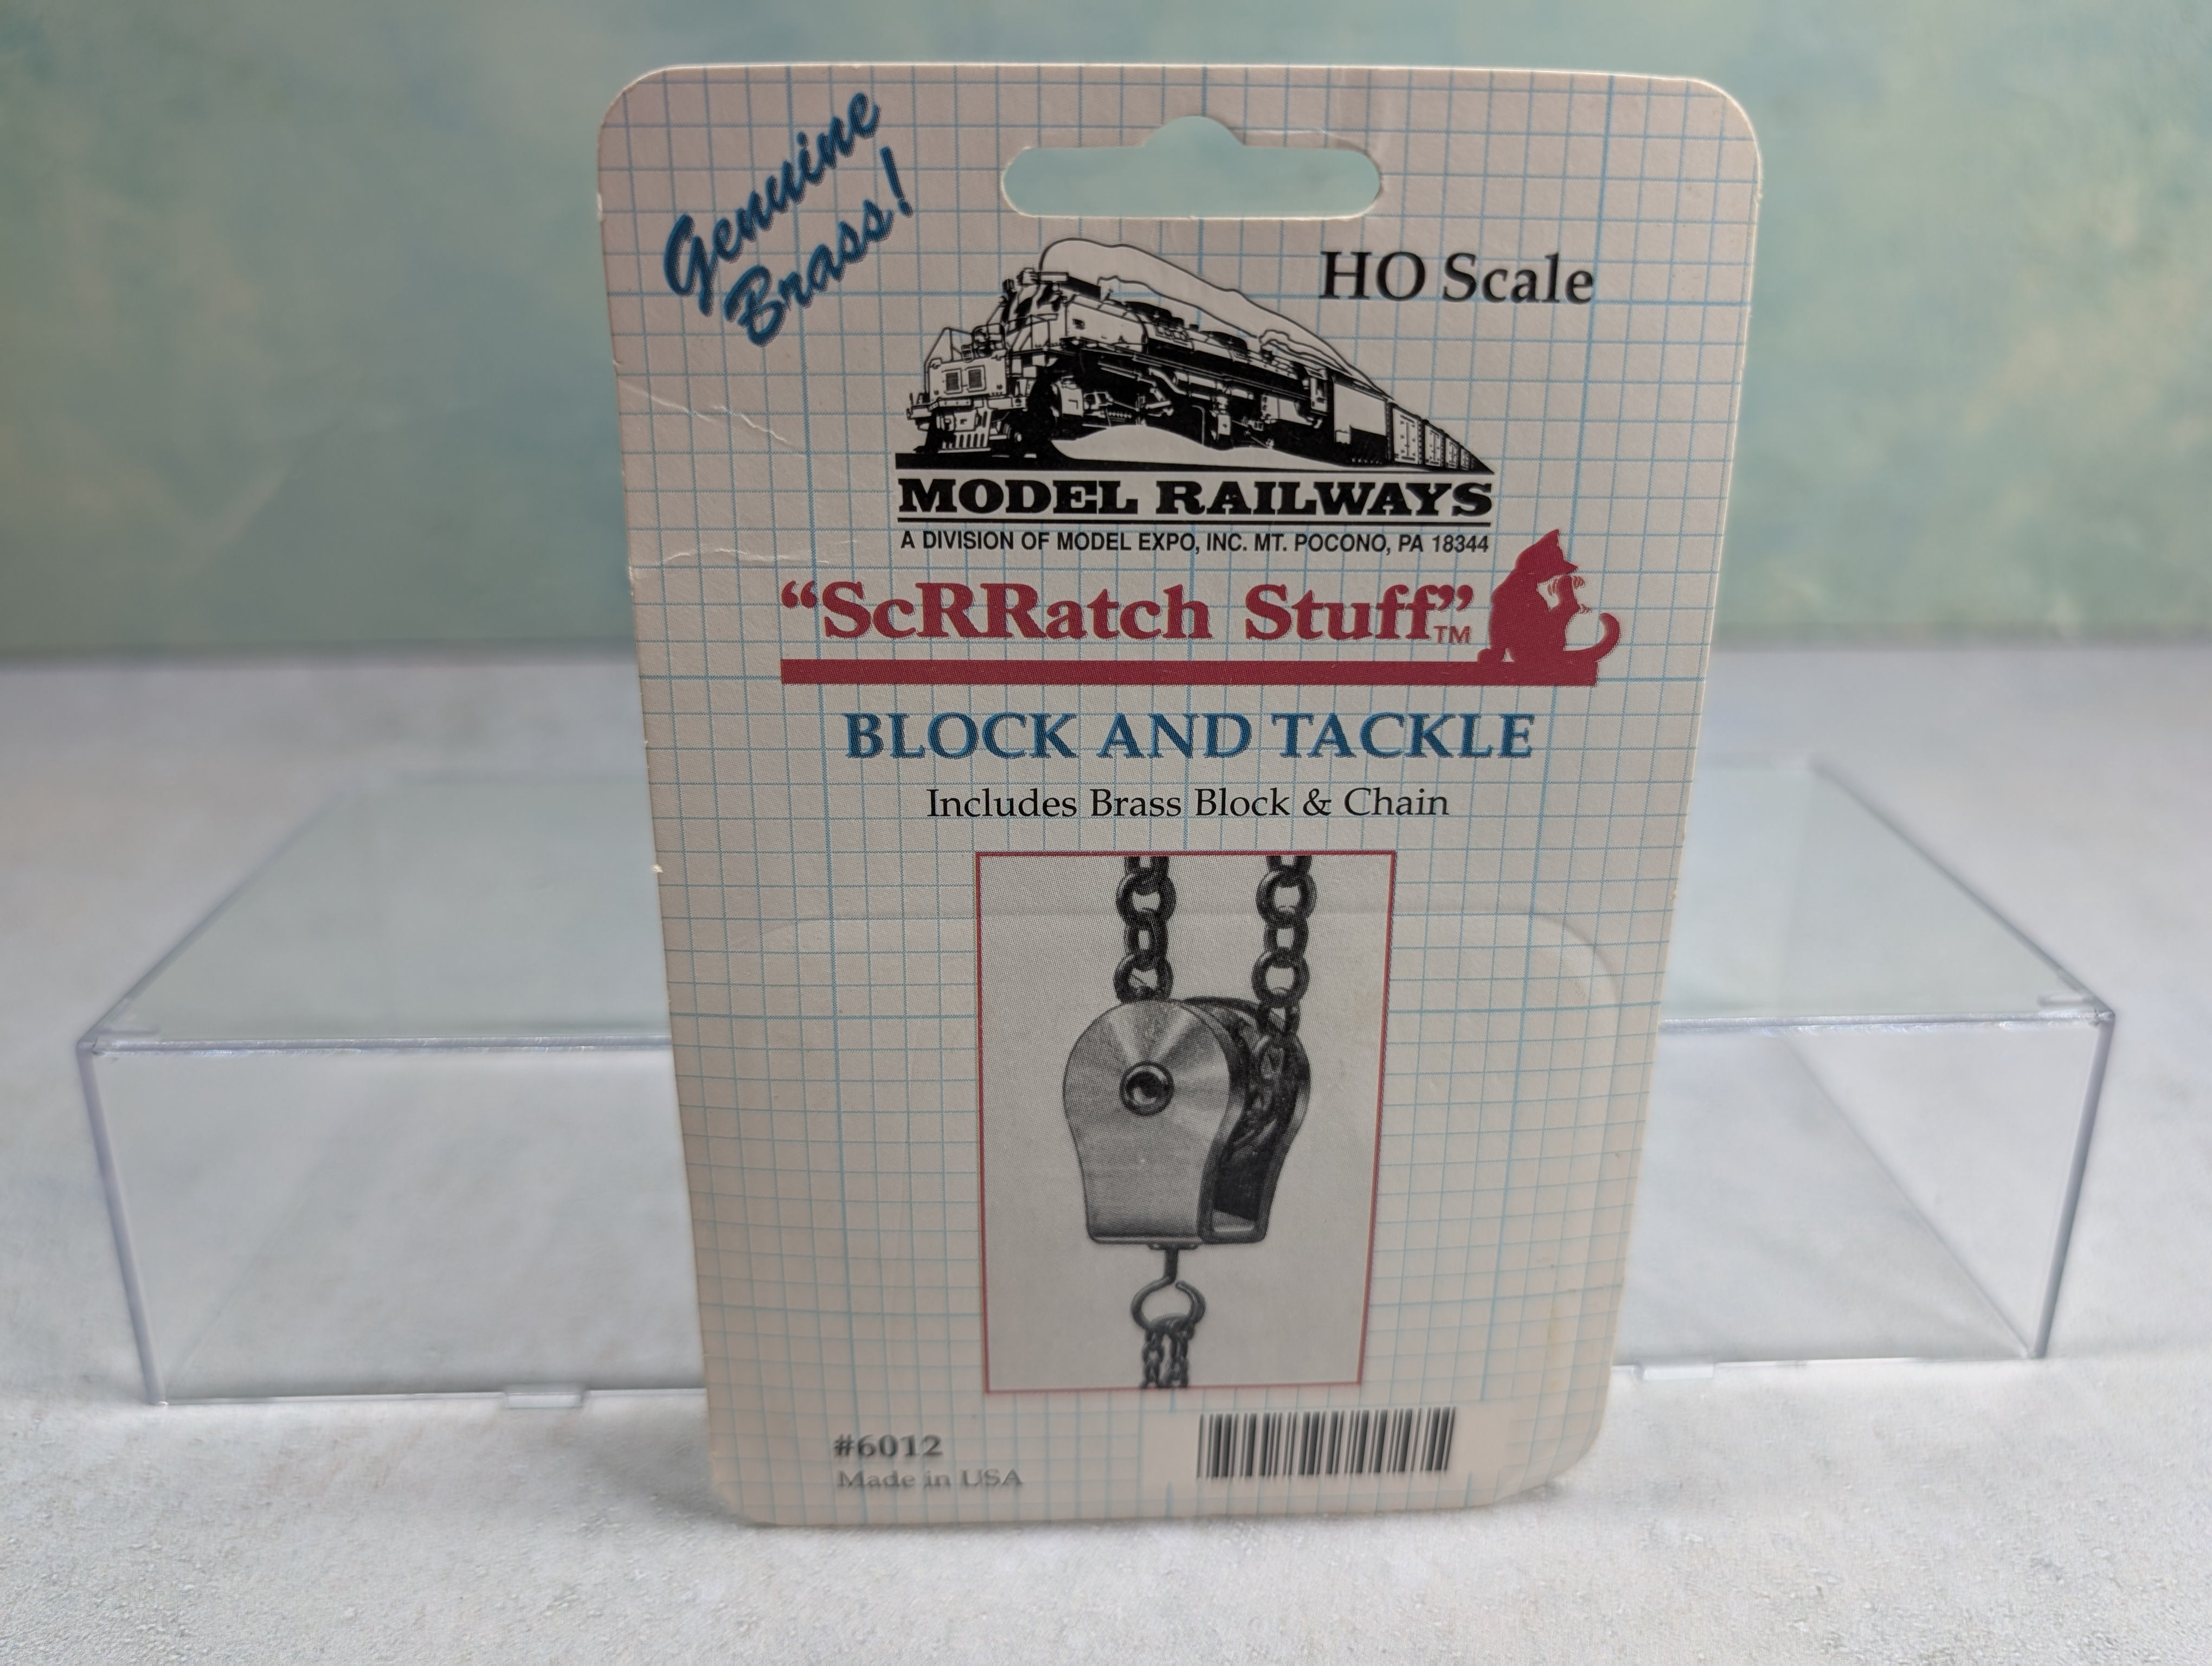 Genuine
Brass!
HO Scale
MODEL RAILWAYS
A DIVISION OF MODEL EXPO, INC. MT. POCONO, PA 18344
“ScRRatch Stuff”TM
BLOCK AND TACKLE
Includes Brass Block & Chain
#6012
Made in USA